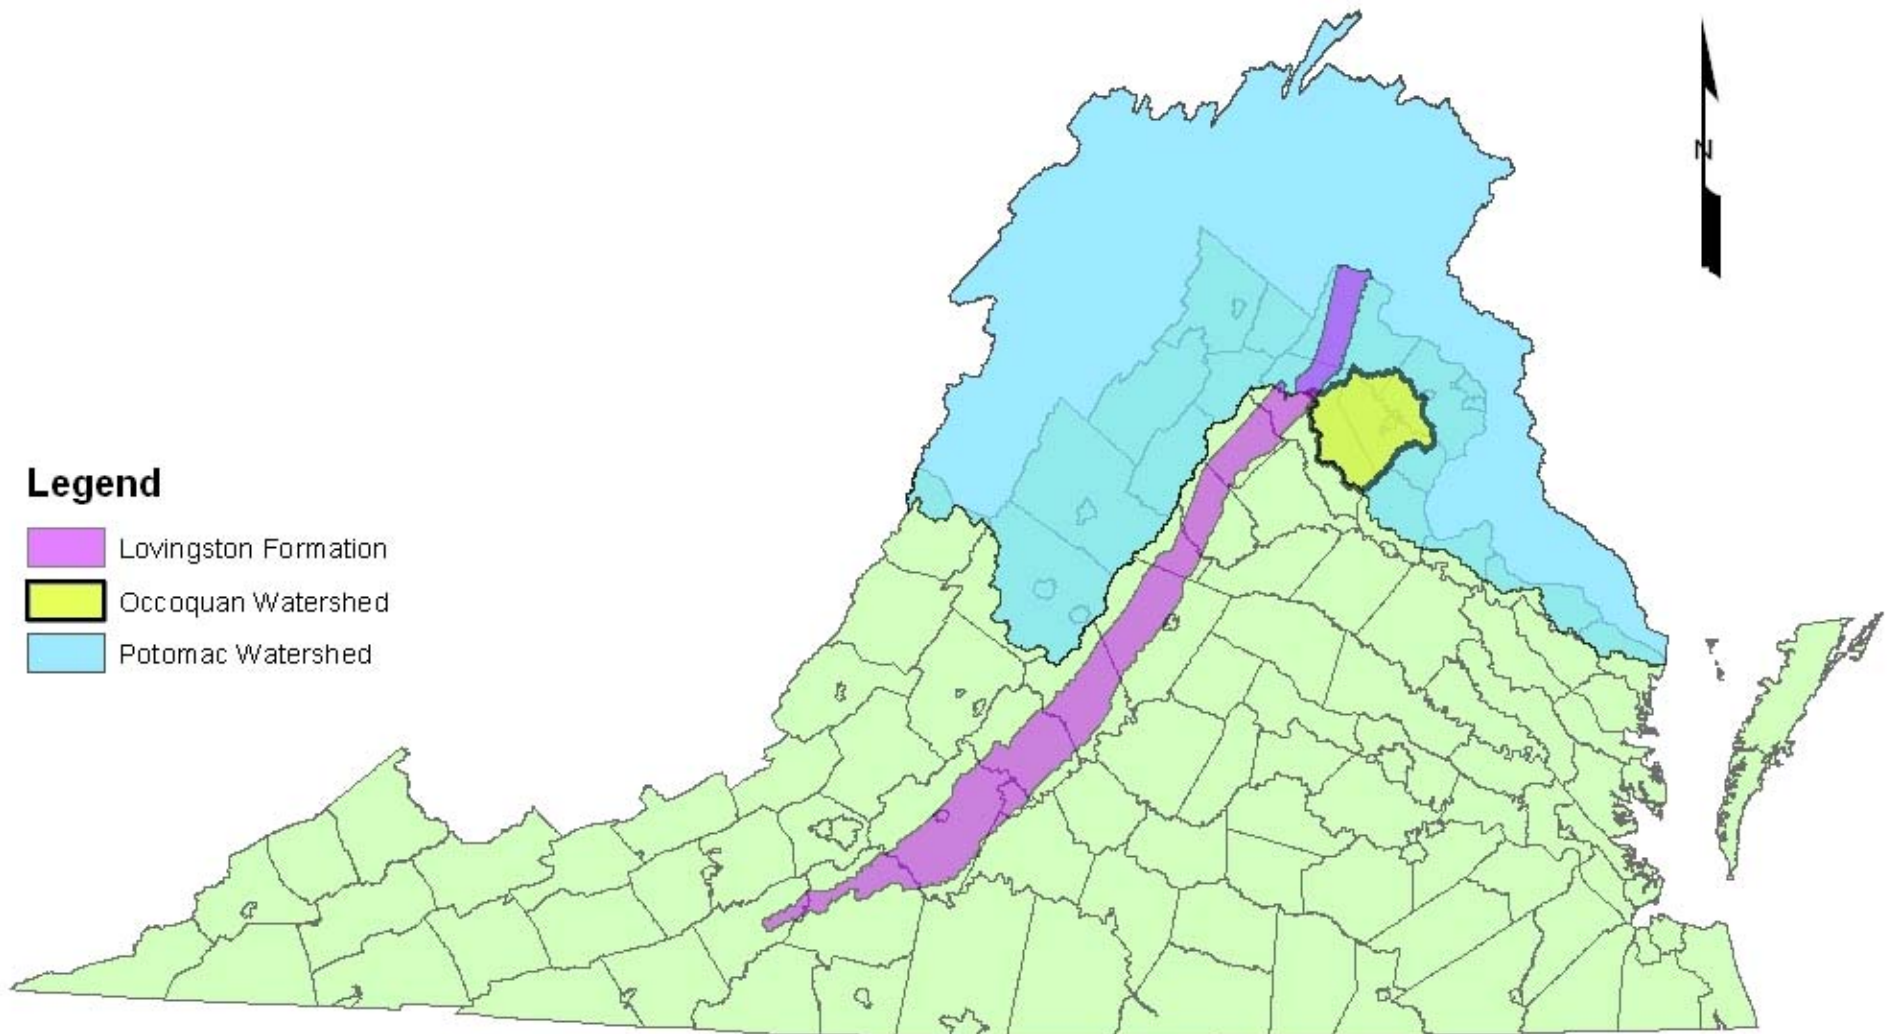 N
Legend
Lovingston Formation
Occoquan Watershed
Potomac Watershed